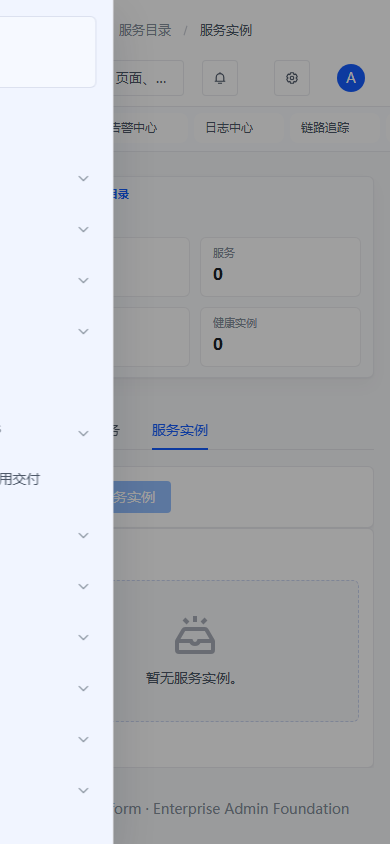 服务目录 / 服务实例
页面、...
A
告警中心 日志中心 链路追踪
目录
服务
0
健康实例
0
务 服务实例
用交付
务实例
暂无服务实例。
form · Enterprise Admin Foundation